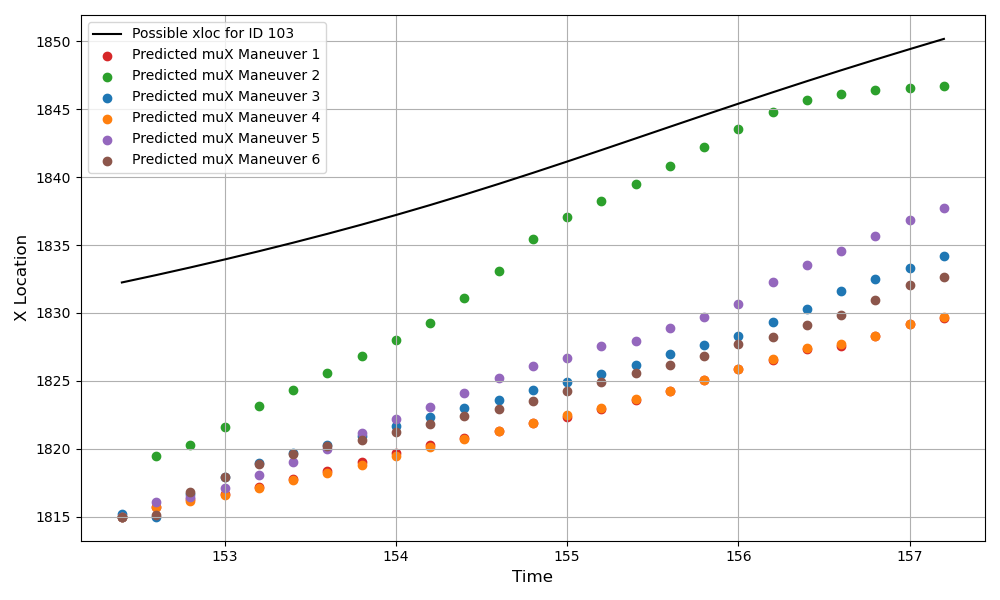 Possible xloc for ID 103
Predicted muX Maneuver 1
Predicted muX Maneuver 2
Predicted muX Maneuver 3
Predicted muX Maneuver 4
Predicted muX Maneuver 5
Predicted muX Maneuver 6
1850
1845
1840
1835
1830
1825
1820
1815
X Location
153 154 155 156 157
Time